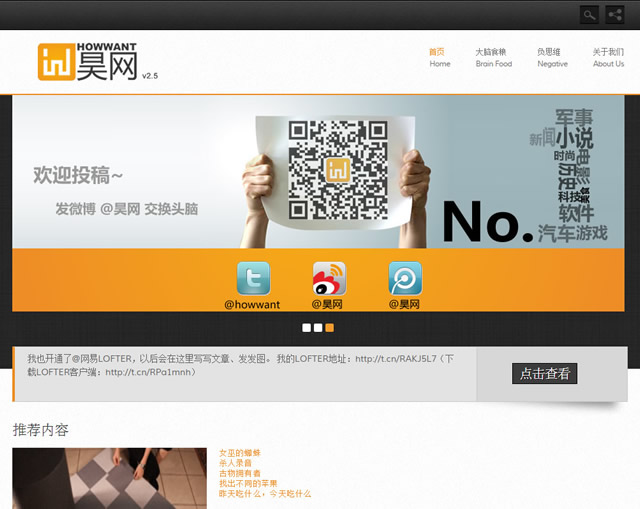 HOWWANT
昊网 v2.5
首页 大脑食粮 负思维 关于我们
Home Brain Food Negative About Us
欢迎投稿~
发微博 @昊网 交换头脑
军事
新闻 小说
时尚 电影
历史
科技
软件
汽车 游戏
No.
@howwant @昊网 @昊网
我也开通了@网易LOFTER，以后会在这里写写文章、发发图。 我的LOFTER地址：http://t.cn/RAKJ5L7（下
载LOFTER客户端：http://t.cn/RPa1mnh）
点击查看
推荐内容
女巫的蜘蛛
杀人录音
古物拥有者
找出不同的苹果
昨天吃什么，今天吃什么